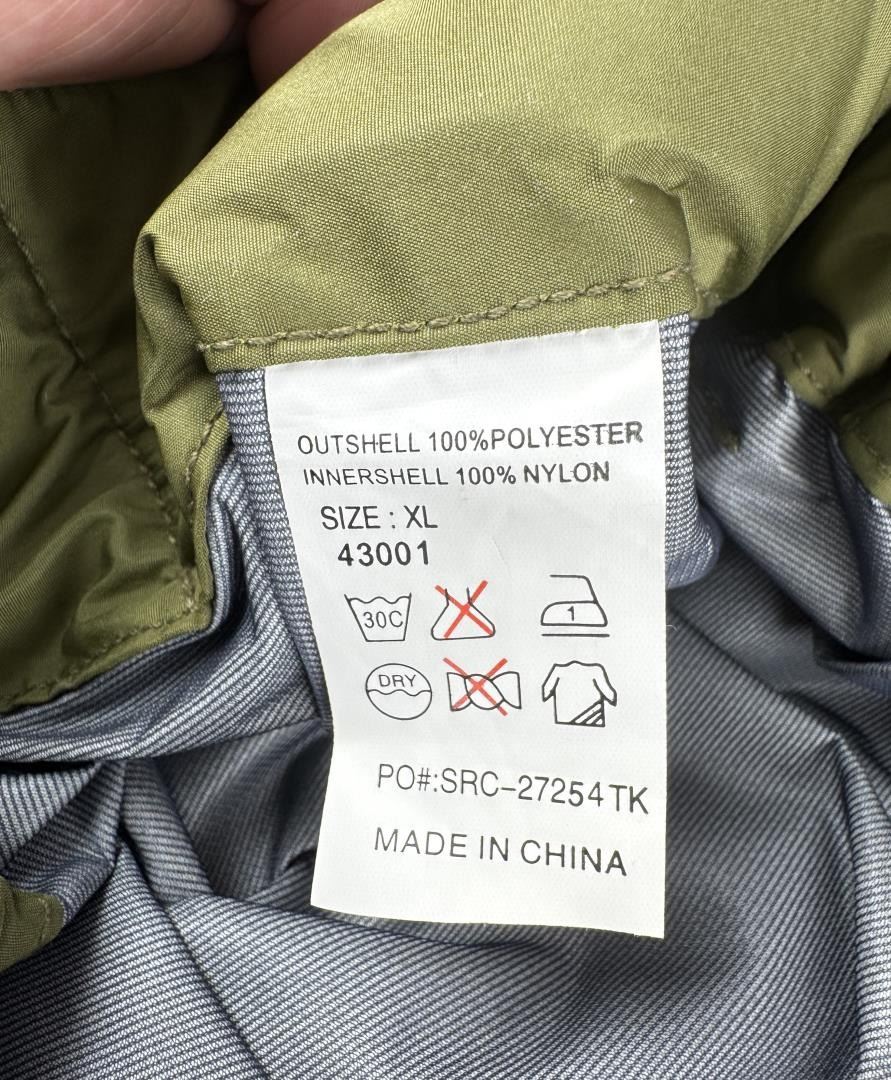 OUTSHELL 100%POLYESTER
INNERSHELL 100% NYLON
SIZE : XL
43001
30C
1
DRY
PO#:SRC-27254TK
MADE IN CHINA